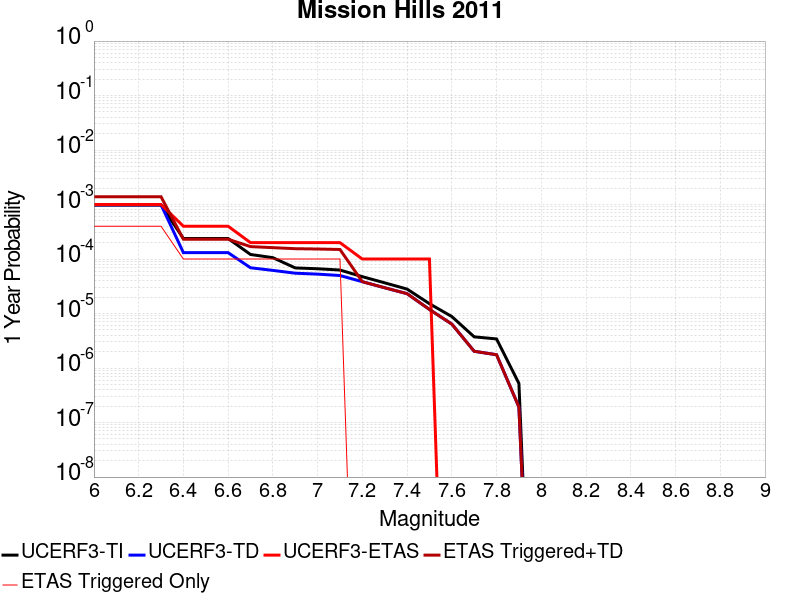 Mission Hills 2011
10^0
10^-1
10^-2
10^-3
10^-4
10^-5
10^-6
10^-7
10^-8
1 Year Probability
6 6.2 6.4 6.6 6.8 7 7.2 7.4 7.6 7.8 8 8.2 8.4 8.6 8.8 9
Magnitude
UCERF3-TI UCERF3-TD UCERF3-ETAS ETAS Triggered+TD
ETAS Triggered Only